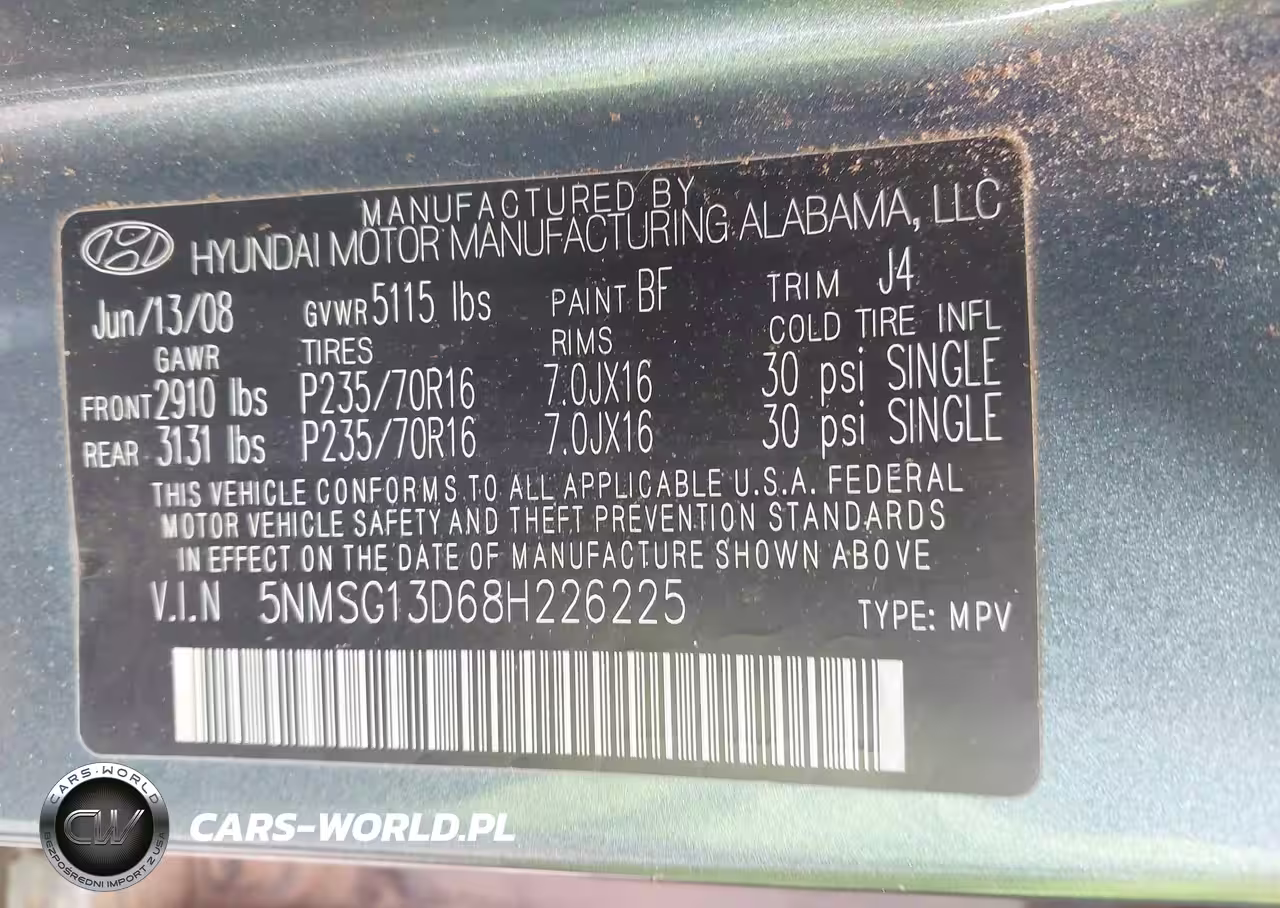 MANUFACTURED BY
HYUNDAI MOTOR MANUFACTURING ALABAMA, LLC
Jun/13/08 GVWR 5115 lbs PAINT BF TRIM J4
GAWR TIRES RIMS COLD TIRE INFL
FRONT 2910 lbs P235/70R16 7.0JX16 30 psi SINGLE
REAR 3131 lbs P235/70R16 7.0JX16 30 psi SINGLE
THIS VEHICLE CONFORMS TO ALL APPLICABLE U.S.A. FEDERAL
MOTOR VEHICLE SAFETY AND THEFT PREVENTION STANDARDS
IN EFFECT ON THE DATE OF MANUFACTURE SHOWN ABOVE
V.I.N 5NMSG13D68H226225 TYPE: MPV
CARS-WORLD
CW
BEZPOŚREDNI IMPORT Z USA
CARS-WORLD.PL